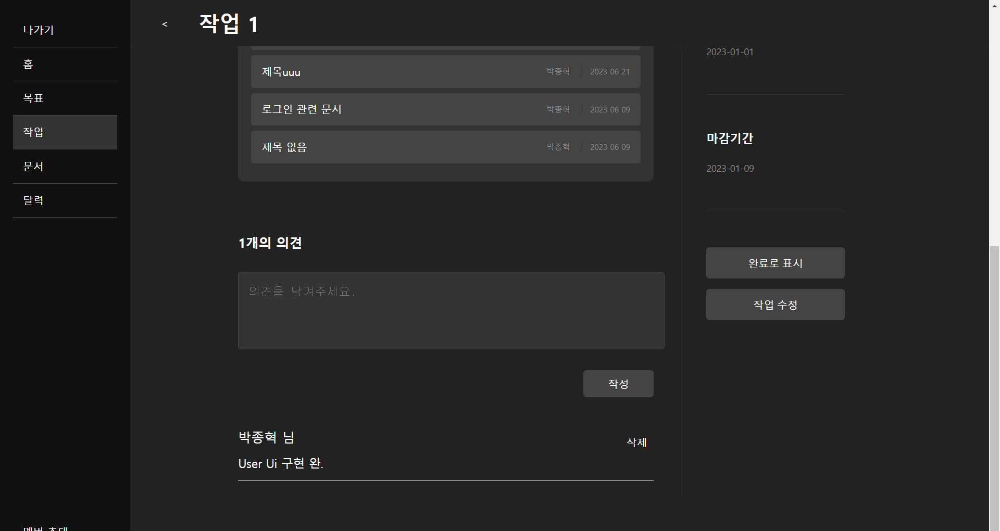 나가기
홈
목표
작업
문서
달력
멤버 초대
< 작업 1
제목uuu 박종혁 2023 06 21
로그인 관련 문서 박종혁 2023 06 09
제목 없음 박종혁 2023 06 09
1개의 의견
의견을 남겨주세요.
작성
박종혁 님
삭제
User Ui 구현 완.
2023-01-01
마감기간
2023-01-09
완료로 표시
작업 수정